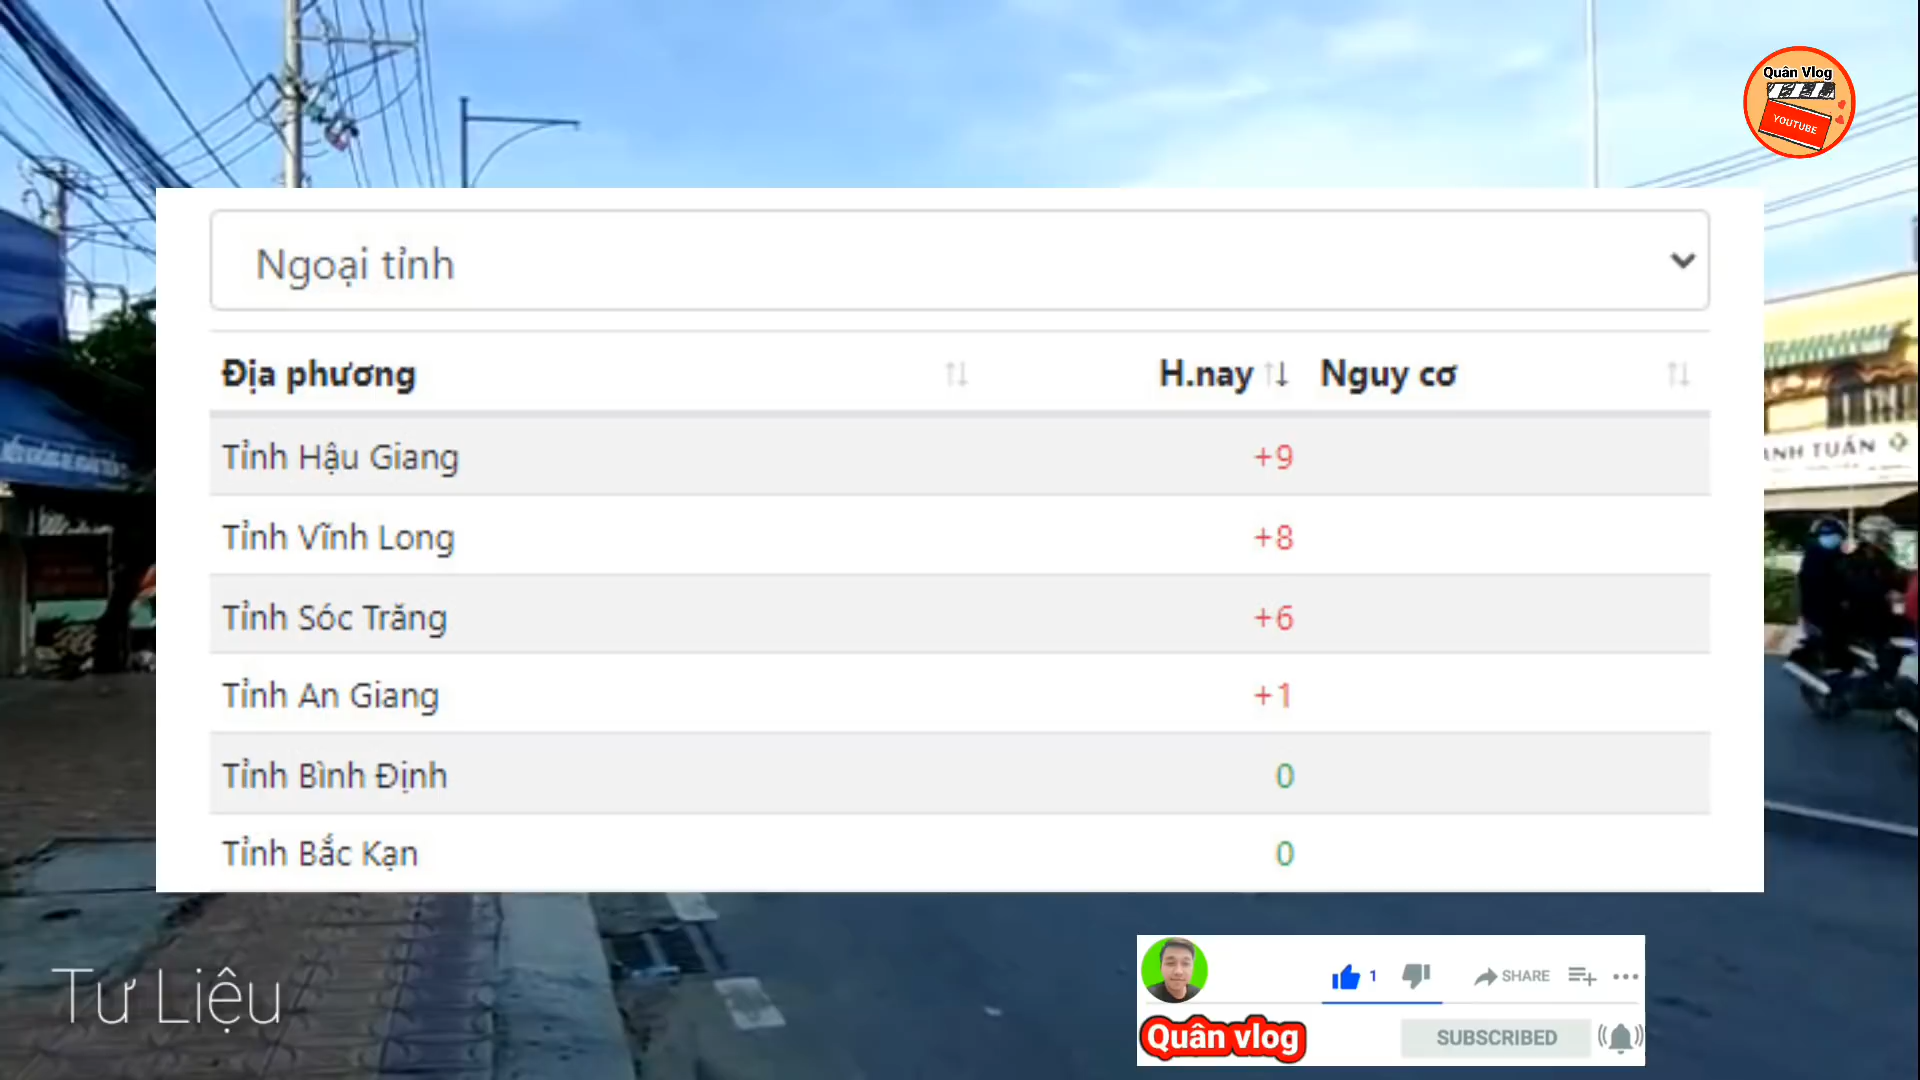 Quân Vlog
YOUTUBE
Ngoại tỉnh
Địa phương H.nay Nguy cơ
Tỉnh Hậu Giang +9
Tỉnh Vĩnh Long +8
Tỉnh Sóc Trăng +6
Tỉnh An Giang +1
Tỉnh Bình Định 0
Tỉnh Bắc Kạn 0
ANH TUẤN
Tư Liệu
1 SHARE
Quân vlog SUBSCRIBED